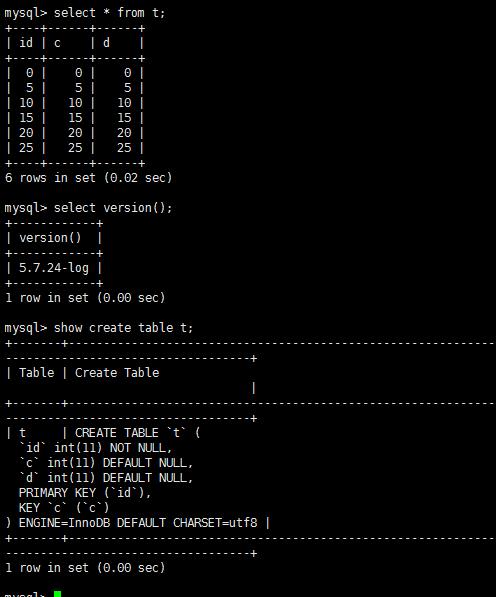 mysql> select * from t;
+----+------+------+
| id | c    | d    |
+----+------+------+
|  0 |    0 |    0 |
|  5 |    5 |    5 |
| 10 |   10 |   10 |
| 15 |   15 |   15 |
| 20 |   20 |   20 |
| 25 |   25 |   25 |
+----+------+------+
6 rows in set (0.02 sec)
mysql> select version();
+------------+
| version()  |
+------------+
| 5.7.24-log |
+------------+
1 row in set (0.00 sec)
mysql> show create table t;
+-------+------------------------------------------------------------
----------------------------------+
| Table | Create Table
                                  |
+-------+------------------------------------------------------------
----------------------------------+
| t     | CREATE TABLE `t` (
  `id` int(11) NOT NULL,
  `c` int(11) DEFAULT NULL,
  `d` int(11) DEFAULT NULL,
  PRIMARY KEY (`id`),
  KEY `c` (`c`)
) ENGINE=InnoDB DEFAULT CHARSET=utf8 |
+-------+------------------------------------------------------------
----------------------------------+
1 row in set (0.00 sec)
mysql>